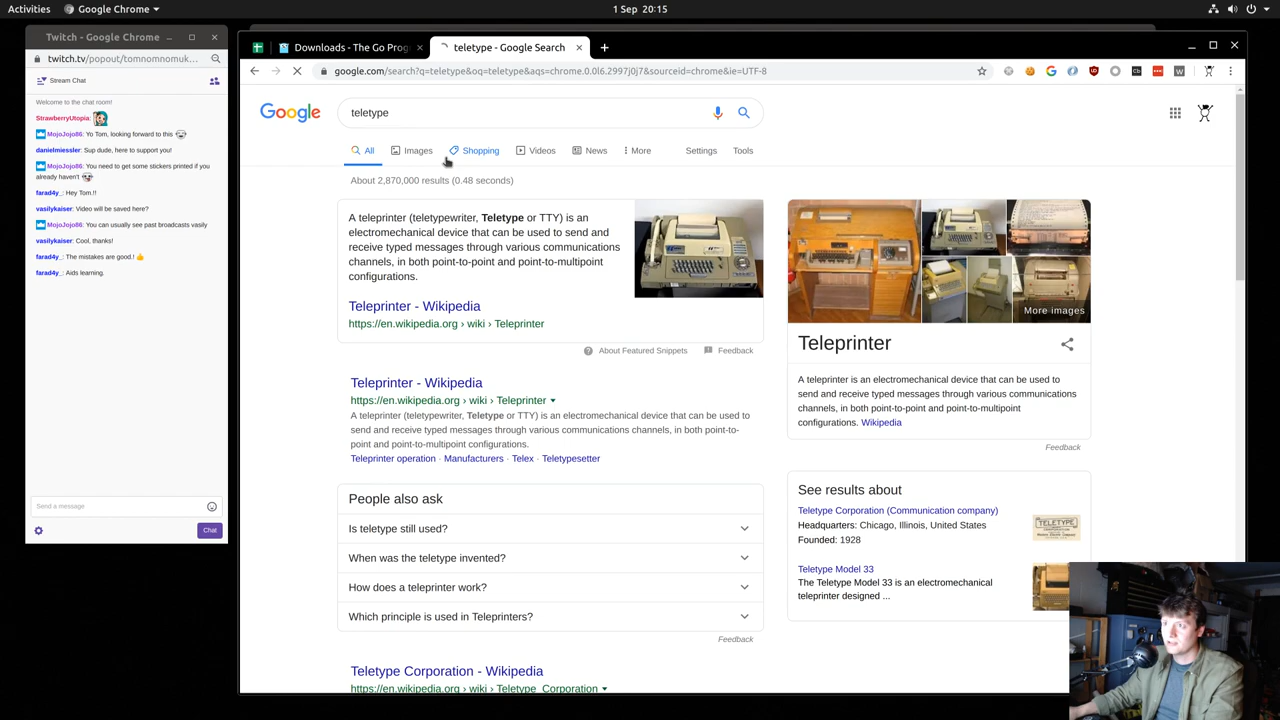 Activities
Google Chrome
1 Sep 20:15
Twitch - Google Chrome
twitch.tv/popout/tomnomnomuk...
Stream Chat
Welcome to the chat room!
StrawberryUtopia:
MojoJojo86: Yo Tom, looking forward to this
danielmiessler: Sup dude, here to support you!
MojoJojo86: You need to get some stickers printed if
you already haven't
farad4y_: Hey Tom.!!
vasilykaiser: Video will be saved here?
MojoJojo86: You can usually see past broadcasts vasily
vasilykaiser: Cool, thanks!
farad4y_: The mistakes are good.!
farad4y_: Aids learning.
Send a message
Chat
Downloads - The Go Prog
teletype - Google Search
google.com/search?q=teletype&oq=teletype&aqs=chrome.0.0l6.2997j0j7&sourceid=chrome&ie=UTF-8
Google
teletype
All
Images
Shopping
Videos
News
More
Settings
Tools
About 2,870,000 results (0.48 seconds)
A teleprinter (teletypewriter, Teletype or TTY) is an
electromechanical device that can be used to send and
receive typed messages through various communications
channels, in both point-to-point and point-to-multipoint
configurations.
Teleprinter - Wikipedia
https://en.wikipedia.org › wiki › Teleprinter
About Featured Snippets
Feedback
Teleprinter - Wikipedia
https://en.wikipedia.org › wiki › Teleprinter
A teleprinter (teletypewriter, Teletype or TTY) is an electromechanical device that can be used to
send and receive typed messages through various communications channels, in both point-to-
point and point-to-multipoint configurations.
Teleprinter operation · Manufacturers · Telex · Teletypesetter
People also ask
Is teletype still used?
When was the teletype invented?
How does a teleprinter work?
Which principle is used in Teleprinters?
Feedback
Teletype Corporation - Wikipedia
https://en.wikipedia.org › wiki › Teletype_Corporation
More images
Teleprinter
A teleprinter is an electromechanical device that can be used to
send and receive typed messages through various communications
channels, in both point-to-point and point-to-multipoint
configurations. Wikipedia
Feedback
See results about
Teletype Corporation (Communication company)
Headquarters: Chicago, Illinois, United States
Founded: 1928
TELETYPE
Teletype Model 33
The Teletype Model 33 is an electromechanical
teleprinter designed ...